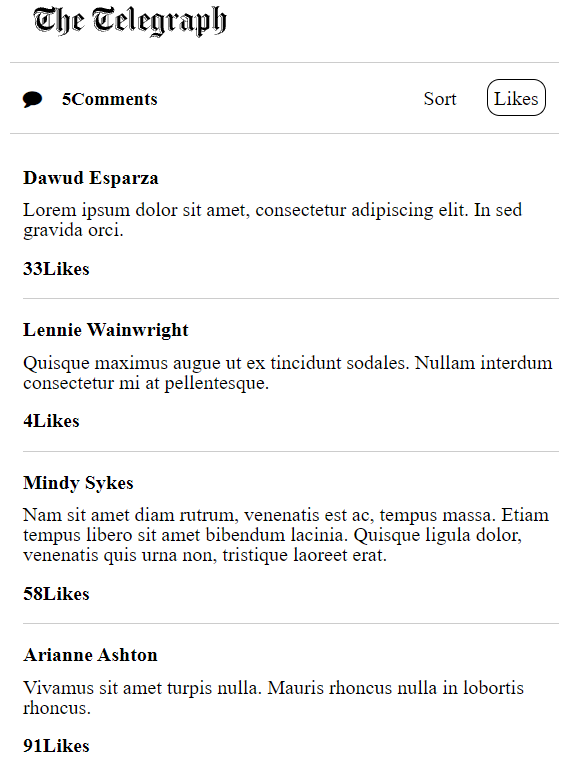 The Telegraph
5Comments Sort Likes
Dawud Esparza
Lorem ipsum dolor sit amet, consectetur adipiscing elit. In sed
gravida orci.
33Likes
Lennie Wainwright
Quisque maximus augue ut ex tincidunt sodales. Nullam interdum
consectetur mi at pellentesque.
4Likes
Mindy Sykes
Nam sit amet diam rutrum, venenatis est ac, tempus massa. Etiam
tempus libero sit amet bibendum lacinia. Quisque ligula dolor,
venenatis quis urna non, tristique laoreet erat.
58Likes
Arianne Ashton
Vivamus sit amet turpis nulla. Mauris rhoncus nulla in lobortis
rhoncus.
91Likes